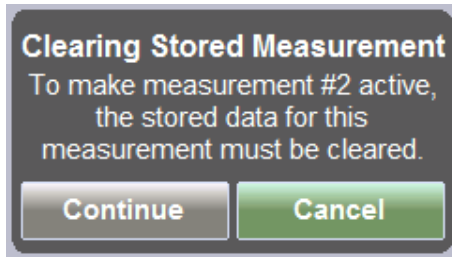 Clearing Stored Measurement
To make measurement #2 active,
the stored data for this
measurement must be cleared.
Continue
Cancel